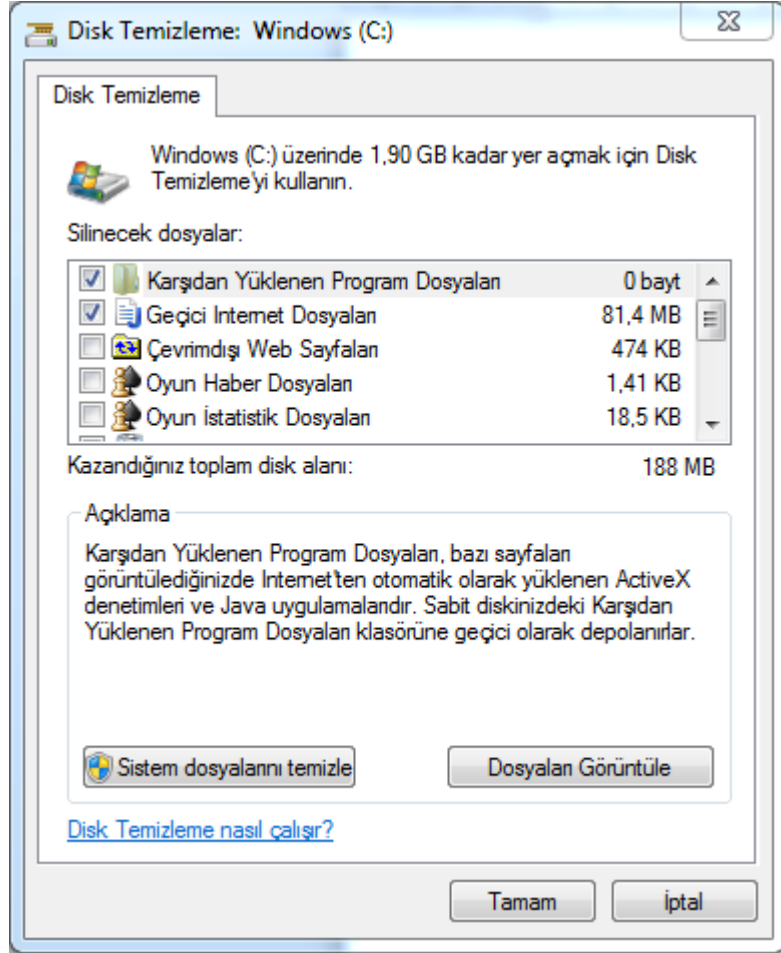 Disk Temizleme: Windows (C:)
Disk Temizleme
Windows (C:) üzerinde 1,90 GB kadar yer açmak için Disk
Temizleme'yi kullanın.
Silinecek dosyalar:
Karşıdan Yüklenen Program Dosyaları 0 bayt
Geçici Internet Dosyaları 81,4 MB
Çevrimdışı Web Sayfaları 474 KB
Oyun Haber Dosyaları 1,41 KB
Oyun İstatistik Dosyaları 18,5 KB
Kazandığınız toplam disk alanı: 188 MB
Açıklama
Karşıdan Yüklenen Program Dosyaları, bazı sayfaları
görüntülediğinizde Internet'ten otomatik olarak yüklenen ActiveX
denetimleri ve Java uygulamalarıdır. Sabit diskinizdeki Karşıdan
Yüklenen Program Dosyaları klasörüne geçici olarak depolanırlar.
Sistem dosyalarını temizle Dosyaları Görüntüle
Disk Temizleme nasıl çalışır?
Tamam İptal